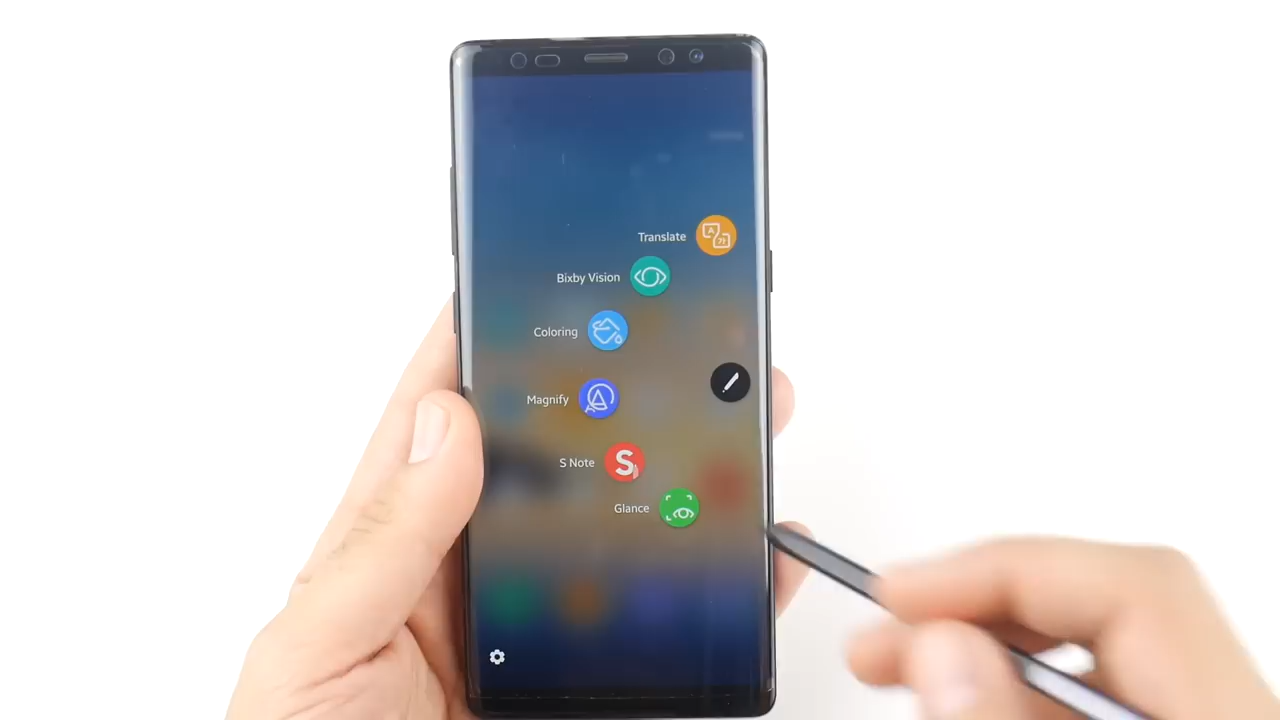 Translate
Bixby Vision
Coloring
Magnify
S Note
Glance